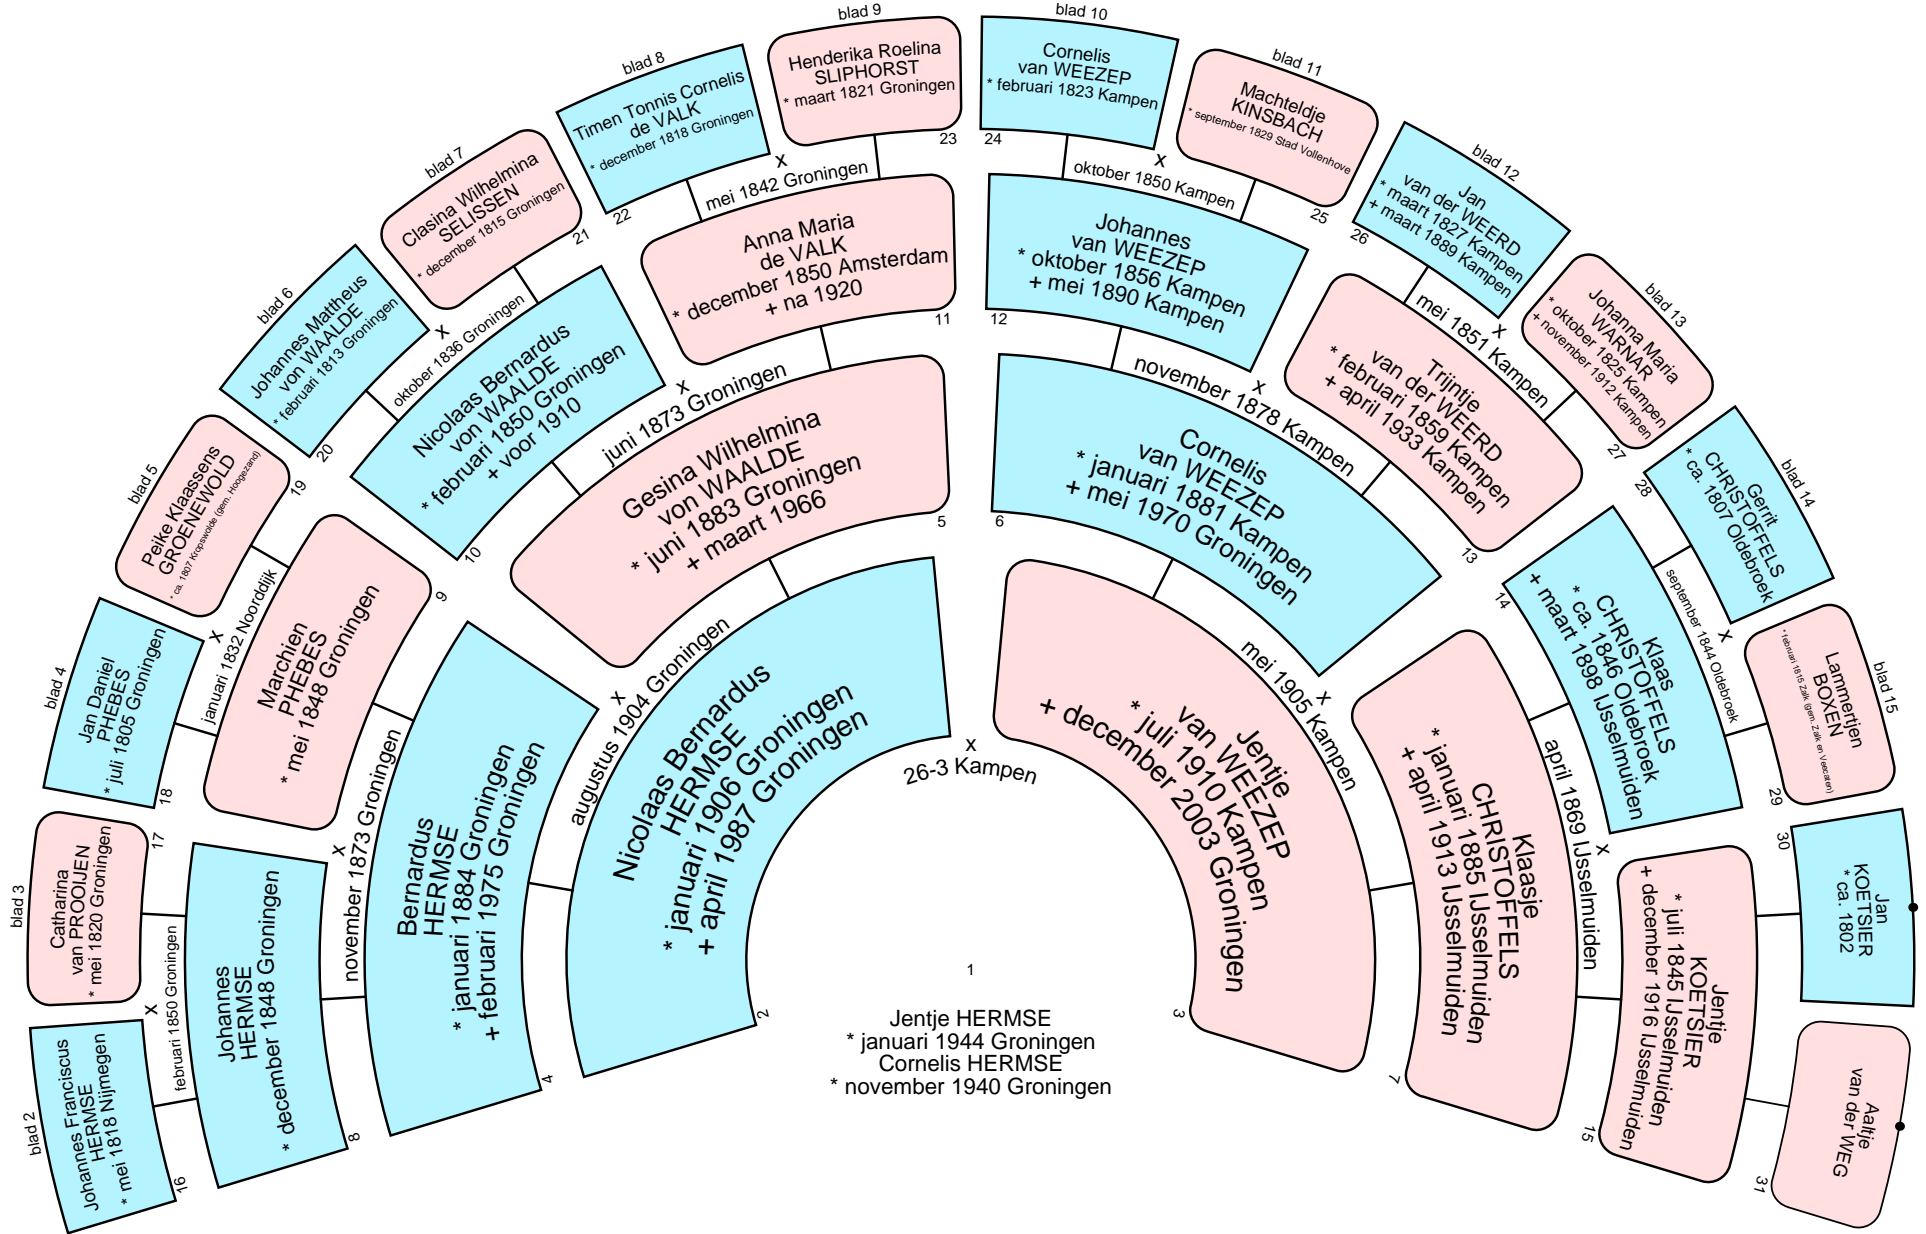 blad 2
Johannes Franciscus
HERMSE
* mei 1818 Nijmegen
16
blad 3
Catharina
van PROOIJEN
* mei 1820 Groningen
17
x
februari 1850 Groningen
blad 4
Jan Daniel
PHEBES
* juli 1805 Groningen
18
blad 5
Peike Klaassens
GROENEWOLD
* ca. 1807 Kropswolde (gem. Hoogezand)
19
x
januari 1832 Noorddijk
blad 6
Johannes Mattheus
von WAALDE
* februari 1813 Groningen
20
blad 7
Clasina Wilhelmina
SELISSEN
* december 1815 Groningen
21
x
oktober 1836 Groningen
blad 8
Timen Tonnis Cornelis
de VALK
* december 1818 Groningen
22
blad 9
Henderika Roelina
SLIPHORST
* maart 1821 Groningen
23
x
mei 1842 Groningen
blad 10
Cornelis
van WEEZEP
* februari 1823 Kampen
24
blad 11
Machteldje
KINSBACH
* september 1829 Stad Vollenhove
25
x
oktober 1850 Kampen
blad 12
Jan
van der WEERD
* maart 1827 Kampen
+ maart 1889 Kampen
26
blad 13
Johanna Maria
WARNAR
* oktober 1825 Kampen
+ november 1912 Kampen
27
x
mei 1851 Kampen
blad 14
Gerrit
CHRISTOFFELS
* ca. 1807 Oldebroek
28
blad 15
Lammertjen
BOXEN
* februari 1815 Zalk (gem. Zalk en Veecaten)
29
x
september 1844 Oldebroek
Jan
KOETSIER
* ca. 1802
30
Aaltje
van der WEG
31
Johannes
HERMSE
* december 1848 Groningen
8
Marchien
PHEBES
* mei 1848 Groningen
9
x
november 1873 Groningen
Nicolaas Bernardus
von WAALDE
* februari 1850 Groningen
+ voor 1910
10
Anna Maria
de VALK
* december 1850 Amsterdam
+ na 1920
11
x
juni 1873 Groningen
Johannes
van WEEZEP
* oktober 1856 Kampen
+ mei 1890 Kampen
12
Trijntje
van der WEERD
* februari 1859 Kampen
+ april 1933 Kampen
13
x
november 1878 Kampen
Klaas
CHRISTOFFELS
* ca. 1846 Oldebroek
+ maart 1898 IJsselmuiden
14
Jentje
KOETSIER
* juli 1845 IJsselmuiden
+ december 1916 IJsselmuiden
15
x
april 1869 IJsselmuiden
Bernardus
HERMSE
* januari 1884 Groningen
+ februari 1975 Groningen
4
Gesina Wilhelmina
von WAALDE
* juni 1883 Groningen
+ maart 1966
5
x
augustus 1904 Groningen
Cornelis
van WEEZEP
* januari 1881 Kampen
+ mei 1970 Groningen
6
Klaasje
CHRISTOFFELS
* januari 1885 IJsselmuiden
+ april 1913 IJsselmuiden
7
x
mei 1905 Kampen
Nicolaas Bernardus
HERMSE
* januari 1906 Groningen
+ april 1987 Groningen
2
Jentje
van WEEZEP
* juli 1910 Kampen
+ december 2003 Groningen
3
x
26-3 Kampen
1
Jentje HERMSE
* januari 1944 Groningen
Cornelis HERMSE
* november 1940 Groningen